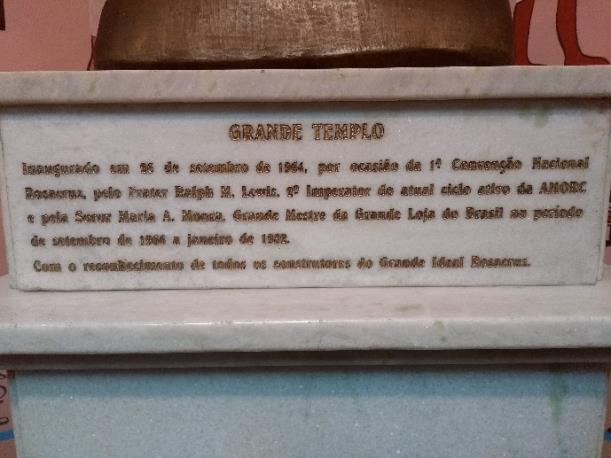 GRANDE TEMPLO
Inaugurado em 26 de setembro de 1964, por ocasião da 1ª Convenção Nacional
Rosacruz, pelo Frater Ralph M. Lewis, 2º Imperator do atual ciclo ativo da AMORC
e pela Soror Maria A. Moura, Grande Mestre da Grande Loja do Brasil no período
de setembro de a janeiro de
Com o reconhecimento de todos os construtores do Grande Ideal Rosacruz.